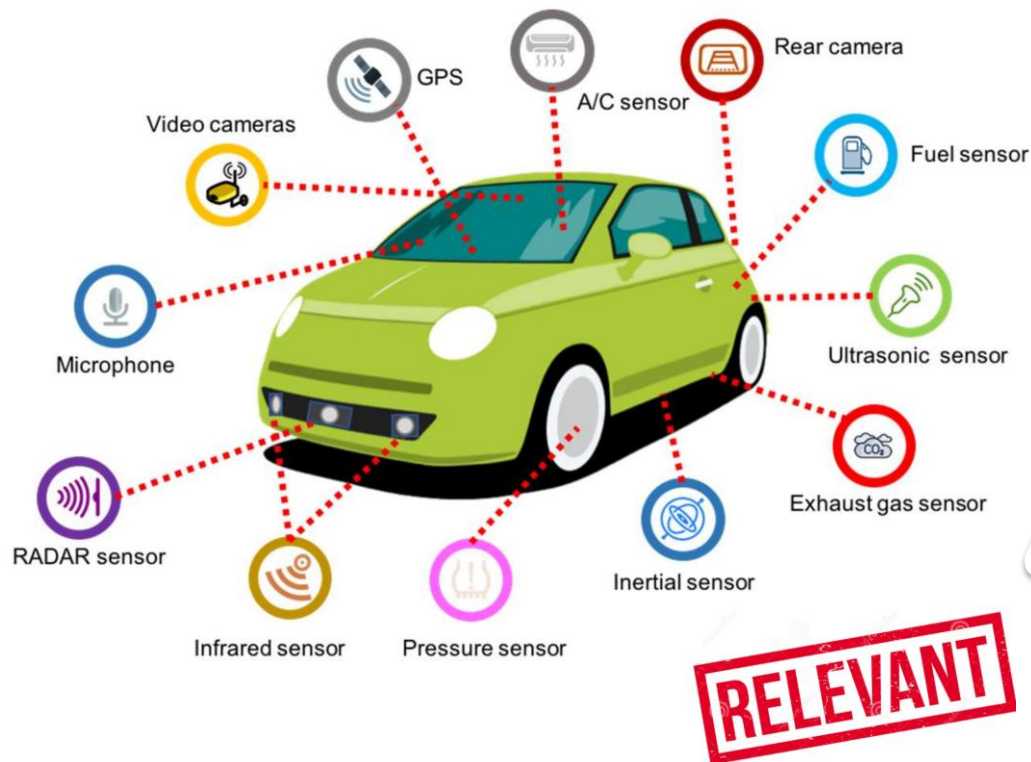 Rear camera
GPS
A/C sensor
Video cameras
Fuel sensor
Microphone
Ultrasonic sensor
CO₂
Exhaust gas sensor
RADAR sensor
Inertial sensor
Infrared sensor
Pressure sensor
RELEVANT